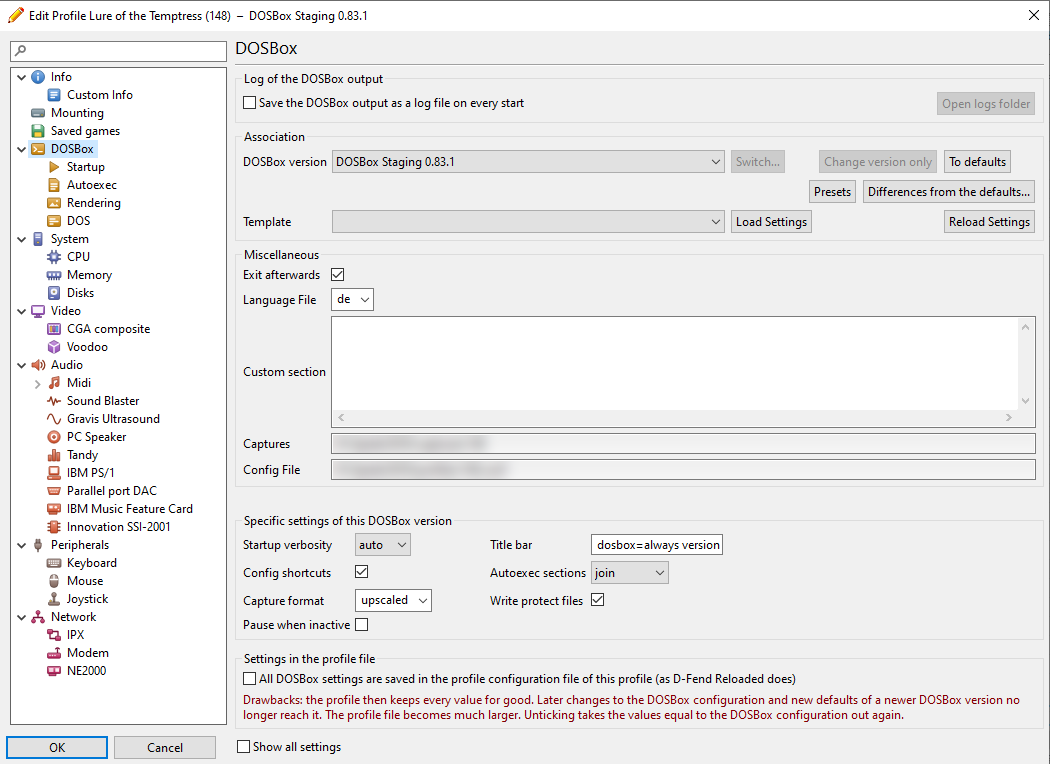 Edit Profile Lure of the Temptress (148) – DOSBox Staging 0.83.1
DOSBox
Info
Custom Info
Mounting
Saved games
DOSBox
Startup
Autoexec
Rendering
DOS
System
CPU
Memory
Disks
Video
CGA composite
Voodoo
Audio
Midi
Sound Blaster
Gravis Ultrasound
PC Speaker
Tandy
IBM PS/1
Parallel port DAC
IBM Music Feature Card
Innovation SSI-2001
Peripherals
Keyboard
Mouse
Joystick
Network
IPX
Modem
NE2000
OK Cancel
Log of the DOSBox output
Save the DOSBox output as a log file on every start Open logs folder
Association
DOSBox version DOSBox Staging 0.83.1 Switch... Change version only To defaults
Presets Differences from the defaults...
Template Load Settings Reload Settings
Miscellaneous
Exit afterwards
Language File de
Custom section
Captures
Config File
Specific settings of this DOSBox version
Startup verbosity auto Title bar dosbox=always version
Config shortcuts Autoexec sections join
Capture format upscaled Write protect files
Pause when inactive
Settings in the profile file
All DOSBox settings are saved in the profile configuration file of this profile (as D-Fend Reloaded does)
Drawbacks: the profile then keeps every value for good. Later changes to the DOSBox configuration and new defaults of a newer DOSBox version no
longer reach it. The profile file becomes much larger. Unticking takes the values equal to the DOSBox configuration out again.
Show all settings